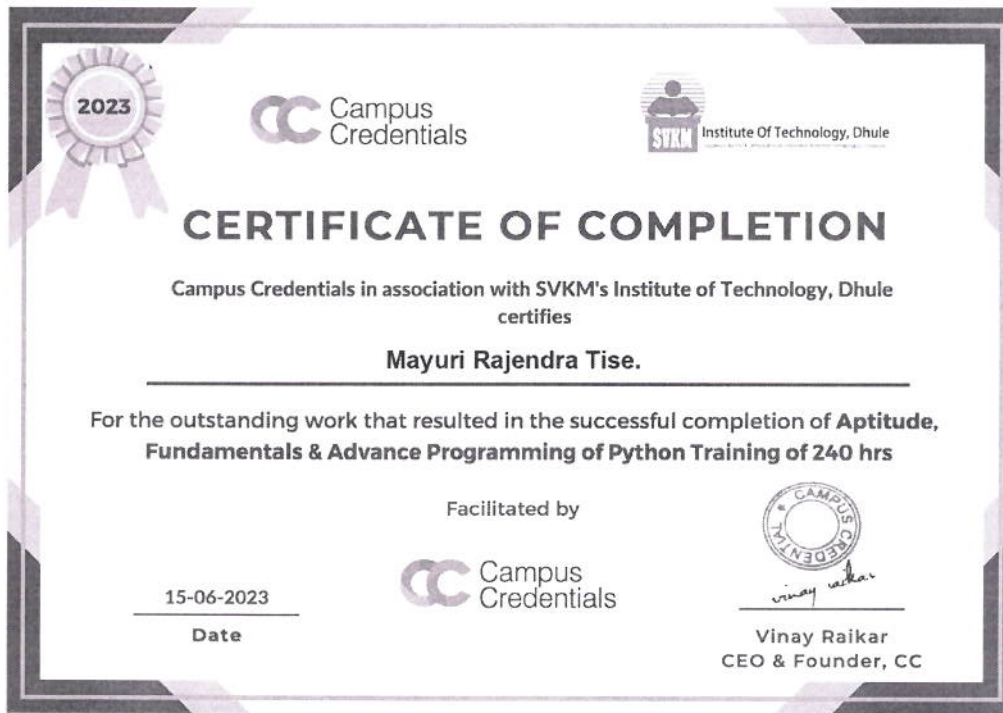 2023
Campus
Credentials
SVKM
Institute Of Technology, Dhule
CERTIFICATE OF COMPLETION
Campus Credentials in association with SVKM's Institute of Technology, Dhule
certifies
Mayuri Rajendra Tise.
For the outstanding work that resulted in the successful completion of Aptitude,
Fundamentals & Advance Programming of Python Training of 240 hrs
Facilitated by
CAMPUS CREDENTIAL
Campus
Credentials
15-06-2023
Date
vinay raikar
Vinay Raikar
CEO & Founder, CC